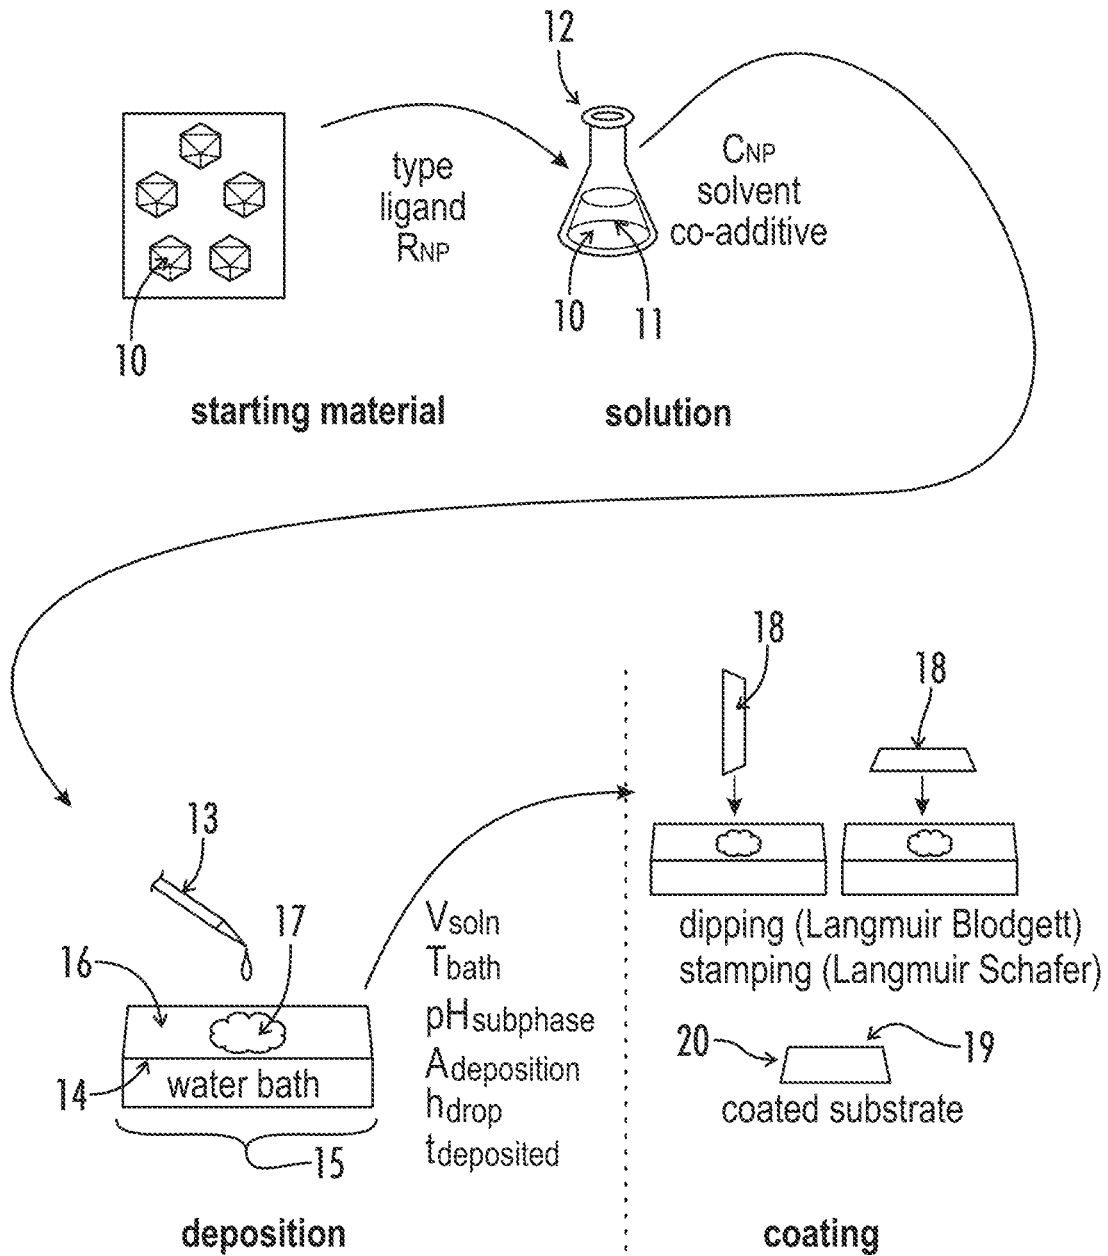 12
type
ligand
RNP
CNP
solvent
co-additive
10
10
11
starting material
solution
18
18
13
17
16
14
water bath
15
Vsoln
Tbath
pHsubphase
Adeposition
hdrop
tdeposited
dipping (Langmuir Blodgett)
stamping (Langmuir Schafer)
20
19
coated substrate
deposition
coating